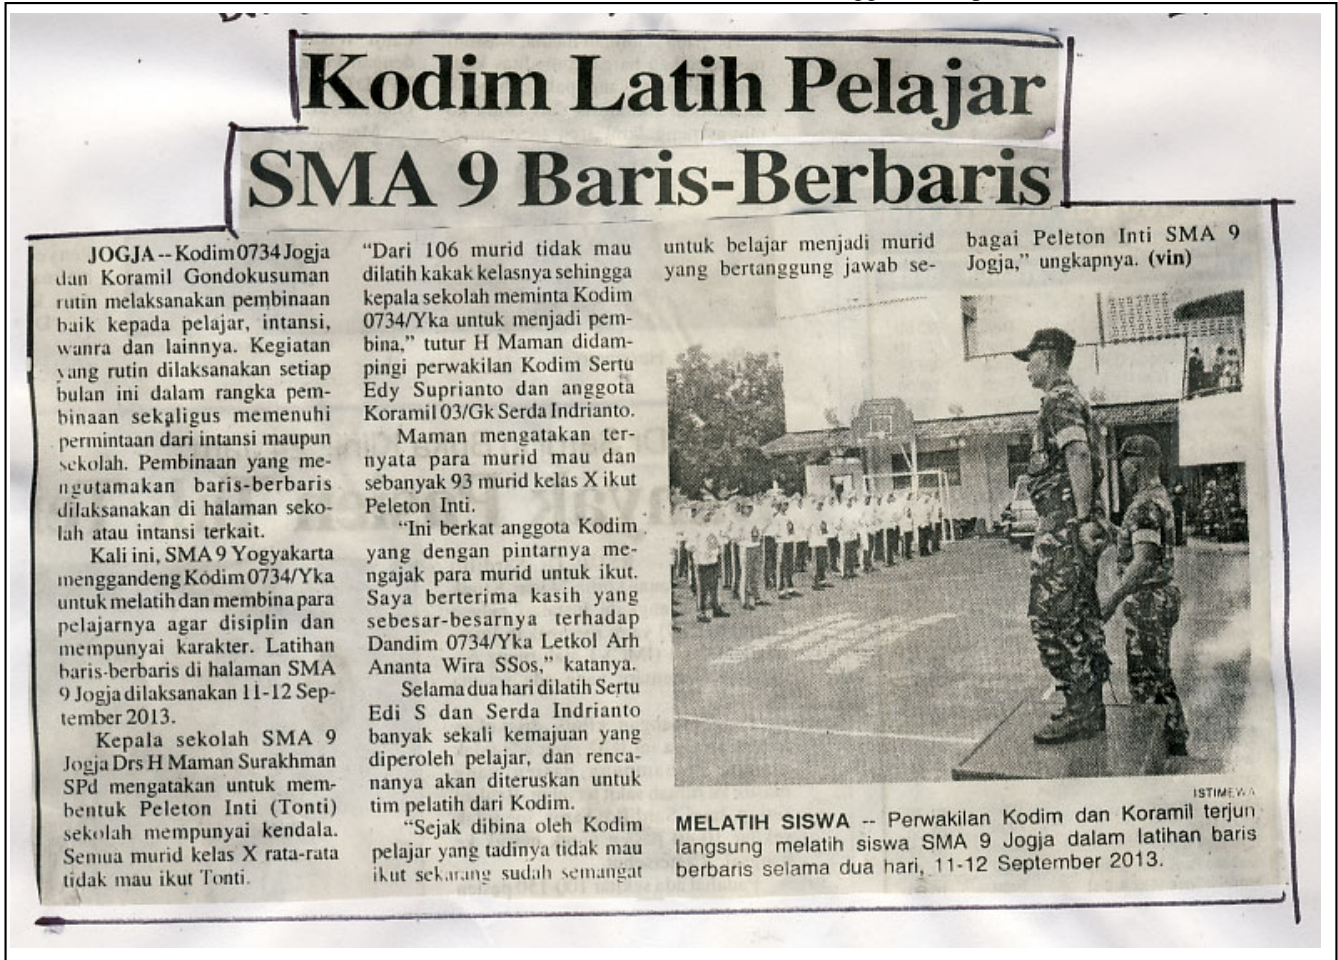 Kodim Latih Pelajar
SMA 9 Baris-Berbaris
JOGJA -- Kodim 0734 Jogja
dan Koramil Gondokusuman
rutin melaksanakan pembinaan
baik kepada pelajar, intansi,
wanra dan lainnya. Kegiatan
yang rutin dilaksanakan setiap
bulan ini dalam rangka pem-
binaan sekaligus memenuhi
permintaan dari intansi maupun
sekolah. Pembinaan yang me-
ngutamakan baris-berbaris
dilaksanakan di halaman seko-
lah atau intansi terkait.
Kali ini, SMA 9 Yogyakarta
menggandeng Kodim 0734/Yka
untuk melatih dan membina para
pelajarnya agar disiplin dan
mempunyai karakter. Latihan
baris-berbaris di halaman SMA
9 Jogja dilaksanakan 11-12 Sep-
tember 2013.
Kepala sekolah SMA 9
Jogja Drs H Maman Surakhman
SPd mengatakan untuk mem-
bentuk Peleton Inti (Tonti)
sekolah mempunyai kendala.
Semua murid kelas X rata-rata
tidak mau ikut Tonti.
"Dari 106 murid tidak mau
dilatih kakak kelasnya sehingga
kepala sekolah meminta Kodim
0734/Yka untuk menjadi pem-
bina," tutur H Maman didam-
pingi perwakilan Kodim Sertu
Edy Suprianto dan anggota
Koramil 03/Gk Serda Indrianto.
Maman mengatakan ter-
nyata para murid mau dan
sebanyak 93 murid kelas X ikut
Peleton Inti.
"Ini berkat anggota Kodim
yang dengan pintarnya me-
ngajak para murid untuk ikut.
Saya berterima kasih yang
sebesar-besarnya terhadap
Dandim 0734/Yka Letkol Arh
Ananta Wira SSos," katanya.
Selama dua hari dilatih Sertu
Edi S dan Serda Indrianto
banyak sekali kemajuan yang
diperoleh pelajar, dan renca-
nanya akan diteruskan untuk
tim pelatih dari Kodim.
"Sejak dibina oleh Kodim
pelajar yang tadinya tidak mau
ikut sekarang sudah semangat
untuk belajar menjadi murid
yang bertanggung jawab se-
bagai Peleton Inti SMA 9
Jogja," ungkapnya. (vin)
ISTIMEWA
MELATIH SISWA -- Perwakilan Kodim dan Koramil terjun
langsung melatih siswa SMA 9 Jogja dalam latihan baris
berbaris selama dua hari, 11-12 September 2013.